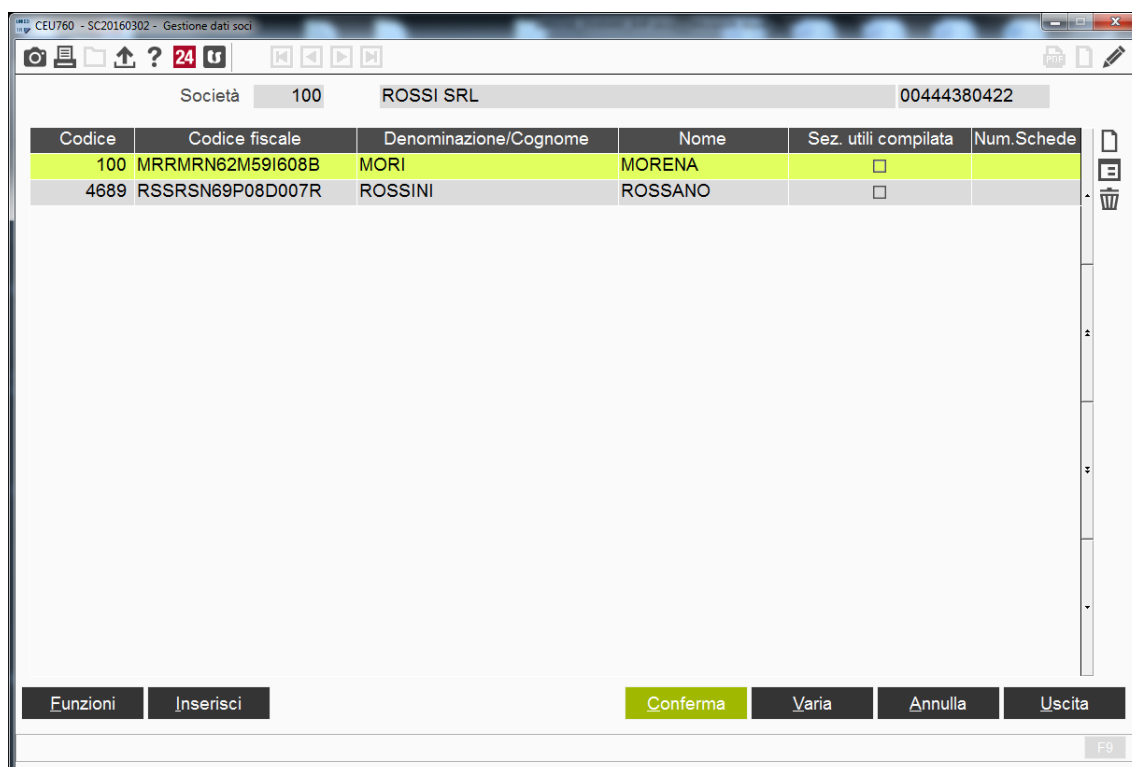 CEU760 - SC20160302 - Gestione dati soci
? 24
PDF
Società 100 ROSSI SRL 00444380422
Codice Codice fiscale Denominazione/Cognome Nome Sez. utili compilata Num.Schede
100 MRRMRN62M59I608B MORI MORENA
4689 RSSRSN69P08D007R ROSSINI ROSSANO
Funzioni Inserisci Conferma Varia Annulla Uscita
F9